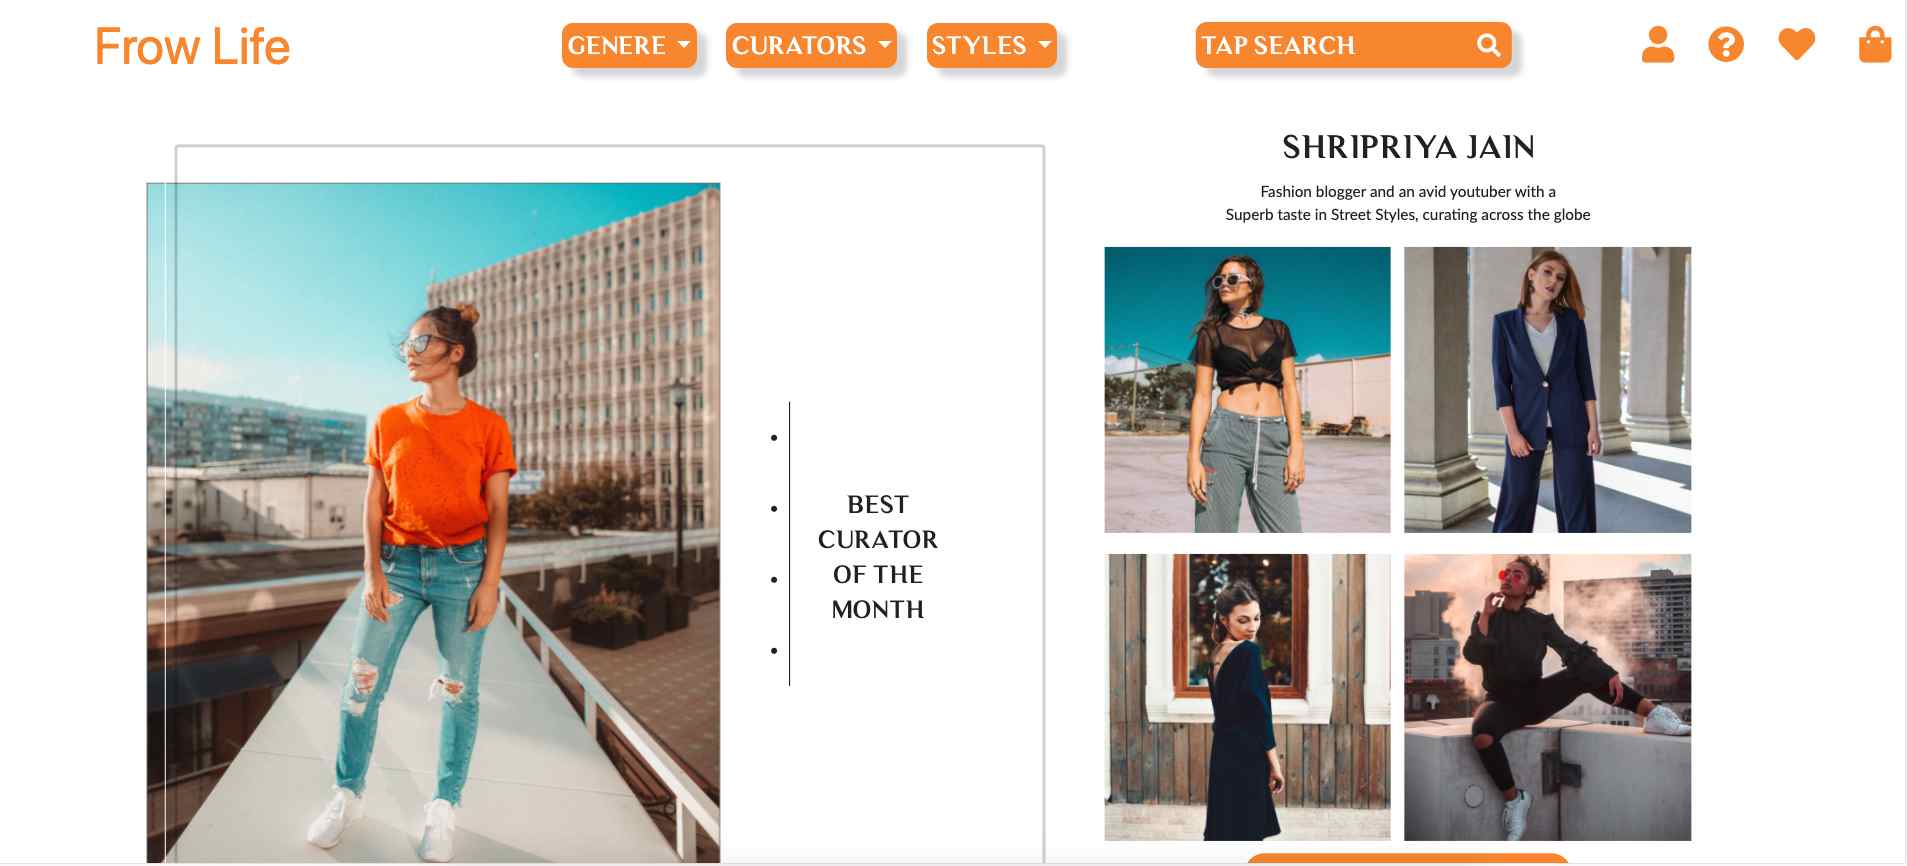 Frow Life
GENERE
CURATORS
STYLES
TAP SEARCH
SHRIPRIYA JAIN
Fashion blogger and an avid youtuber with a
Superb taste in Street Styles, curating across the globe
BEST
CURATOR
OF THE
MONTH